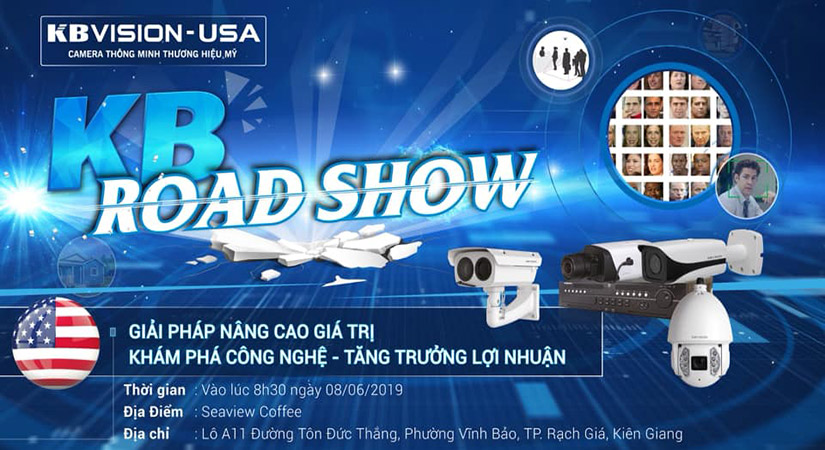 KBVISION-USA
CAMERA THÔNG MINH THƯƠNG HIỆU MỸ
KB
ROAD SHOW
GIẢI PHÁP NÂNG CAO GIÁ TRỊ
KHÁM PHÁ CÔNG NGHỆ - TĂNG TRƯỞNG LỢI NHUẬN
Thời gian : Vào lúc 8h30 ngày 08/06/2019
Địa Điểm : Seaview Coffee
Địa chỉ : Lô A11 Đường Tôn Đức Thắng, Phường Vĩnh Bảo, TP. Rạch Giá, Kiên Giang